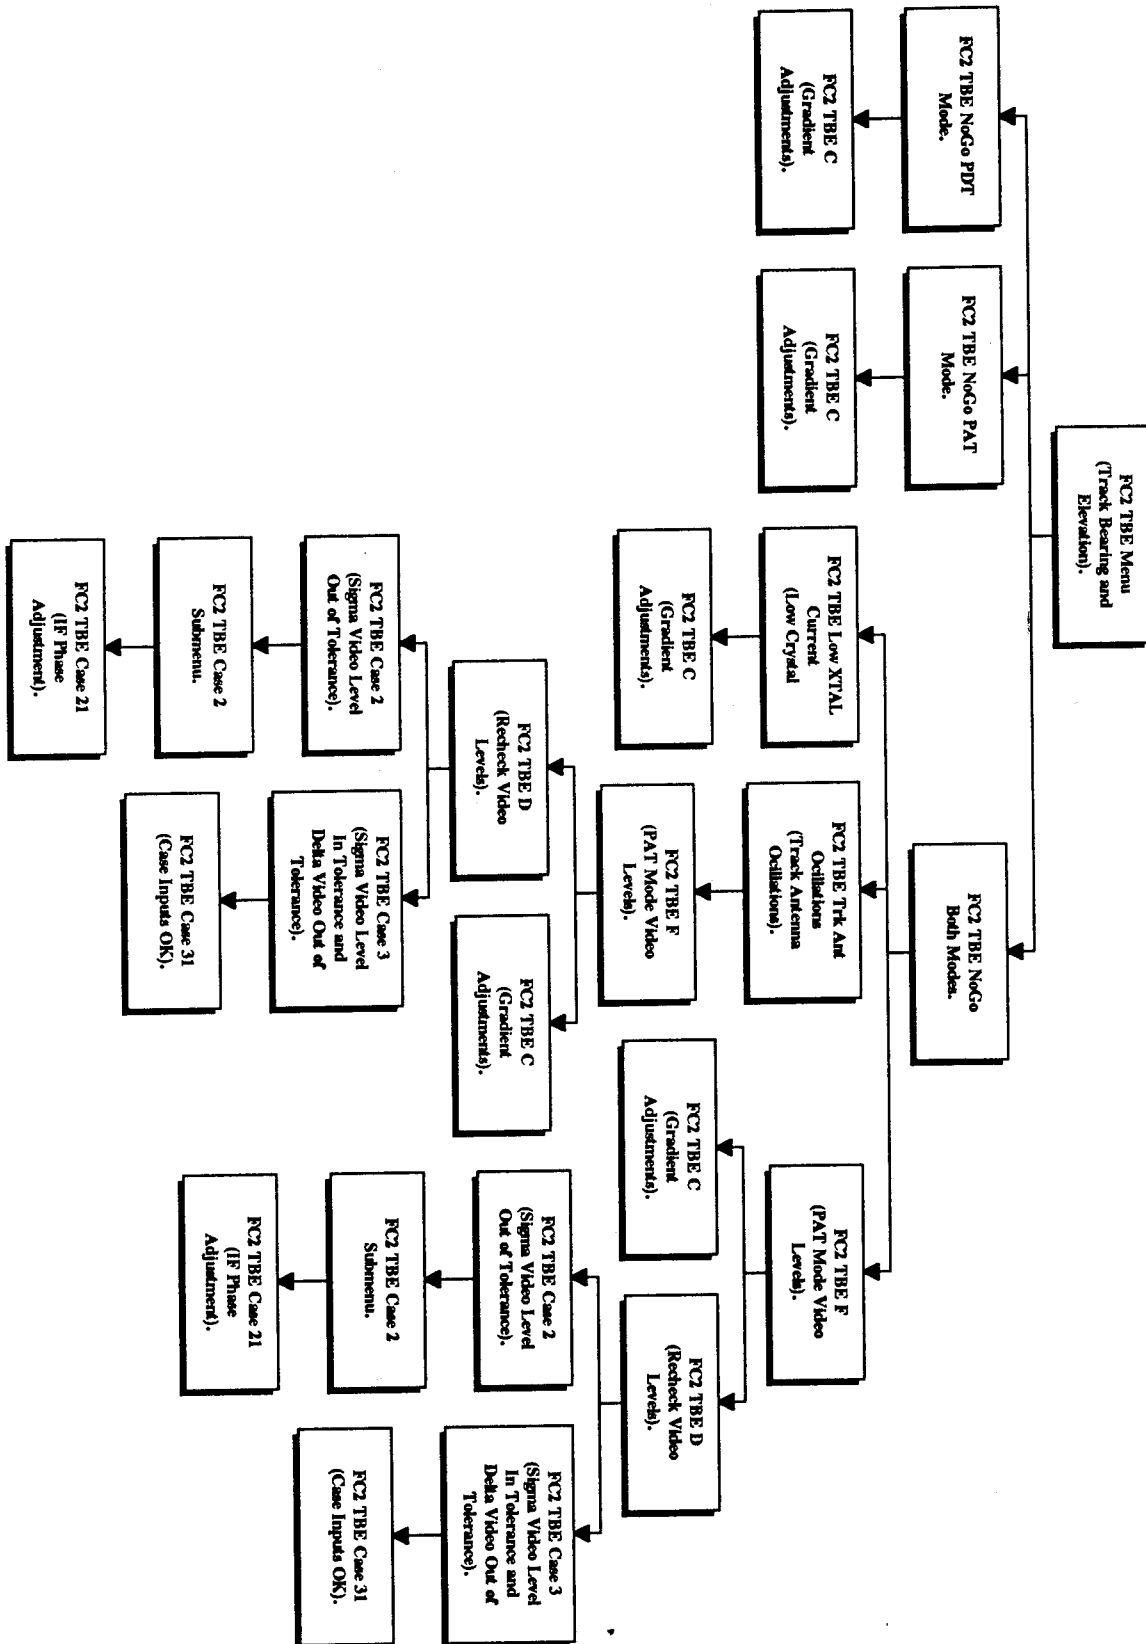 FC2 TBE Menu
(Track Bearing and
Elevation).
FC2 TBE NoGo PDT
Mode.
FC2 TBE NoGo PAT
Mode.
FC2 TBE NoGo
Both Modes.
FC2 TBE C
(Gradient
Adjustments).
FC2 TBE C
(Gradient
Adjustments).
FC2 TBE Low XTAL
Current
(Low Crystal
FC2 TBE Trk Ant
Ocillations
(Track Antenna
Ocillations).
FC2 TBE F
(PAT Mode Video
Levels).
FC2 TBE C
(Gradient
Adjustments).
FC2 TBE F
(PAT Mode Video
Levels).
FC2 TBE C
(Gradient
Adjustments).
FC2 TBE D
(Recheck Video
Levels).
FC2 TBE D
(Recheck Video
Levels).
FC2 TBE C
(Gradient
Adjustments).
FC2 TBE Case 2
(Sigma Video Level
Out of Tolerance).
FC2 TBE Case 3
(Sigma Video Level
In Tolerance and
Delta Video Out of
Tolerance).
FC2 TBE Case 2
(Sigma Video Level
Out of Tolerance).
FC2 TBE Case 3
(Sigma Video Level
In Tolerance and
Delta Video Out of
Tolerance).
FC2 TBE Case 2
Submenu.
FC2 TBE Case 31
(Case Inputs OK).
FC2 TBE Case 2
Submenu.
FC2 TBE Case 31
(Case Inputs OK).
FC2 TBE Case 21
(IF Phase
Adjustment).
FC2 TBE Case 21
(IF Phase
Adjustment).